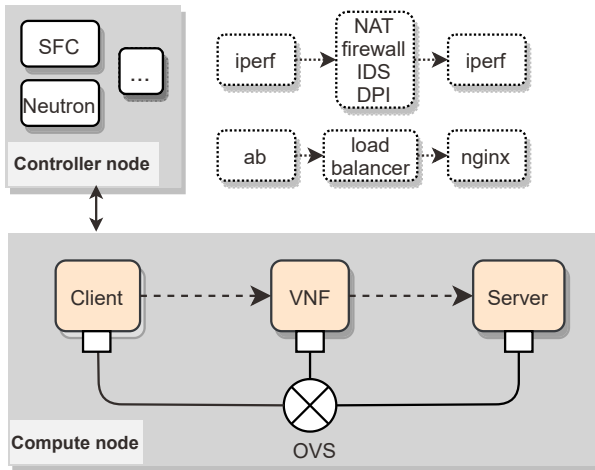 SFC
Neutron
...
Controller node
iperf
NAT
firewall
IDS
DPI
iperf
ab
load
balancer
nginx
Client
VNF
Server
OVS
Compute node